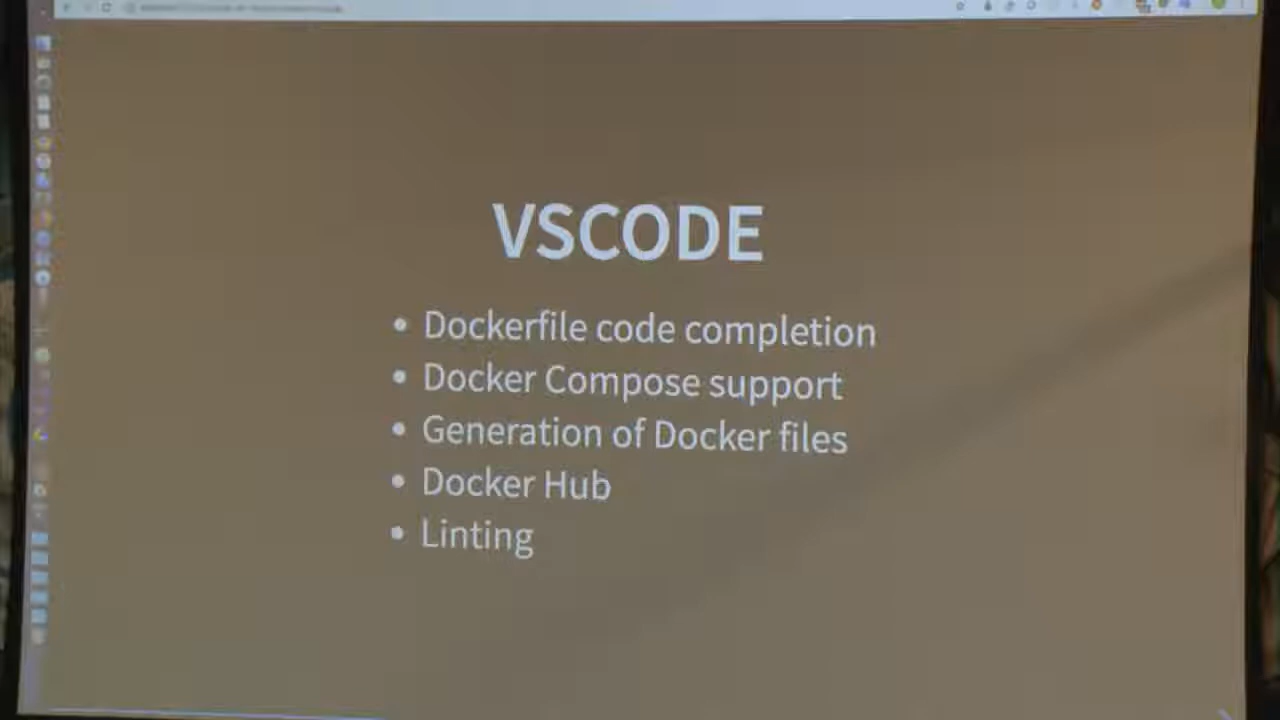 VSCODE
• Dockerfile code completion
• Docker Compose support
• Generation of Docker files
• Docker Hub
• Linting